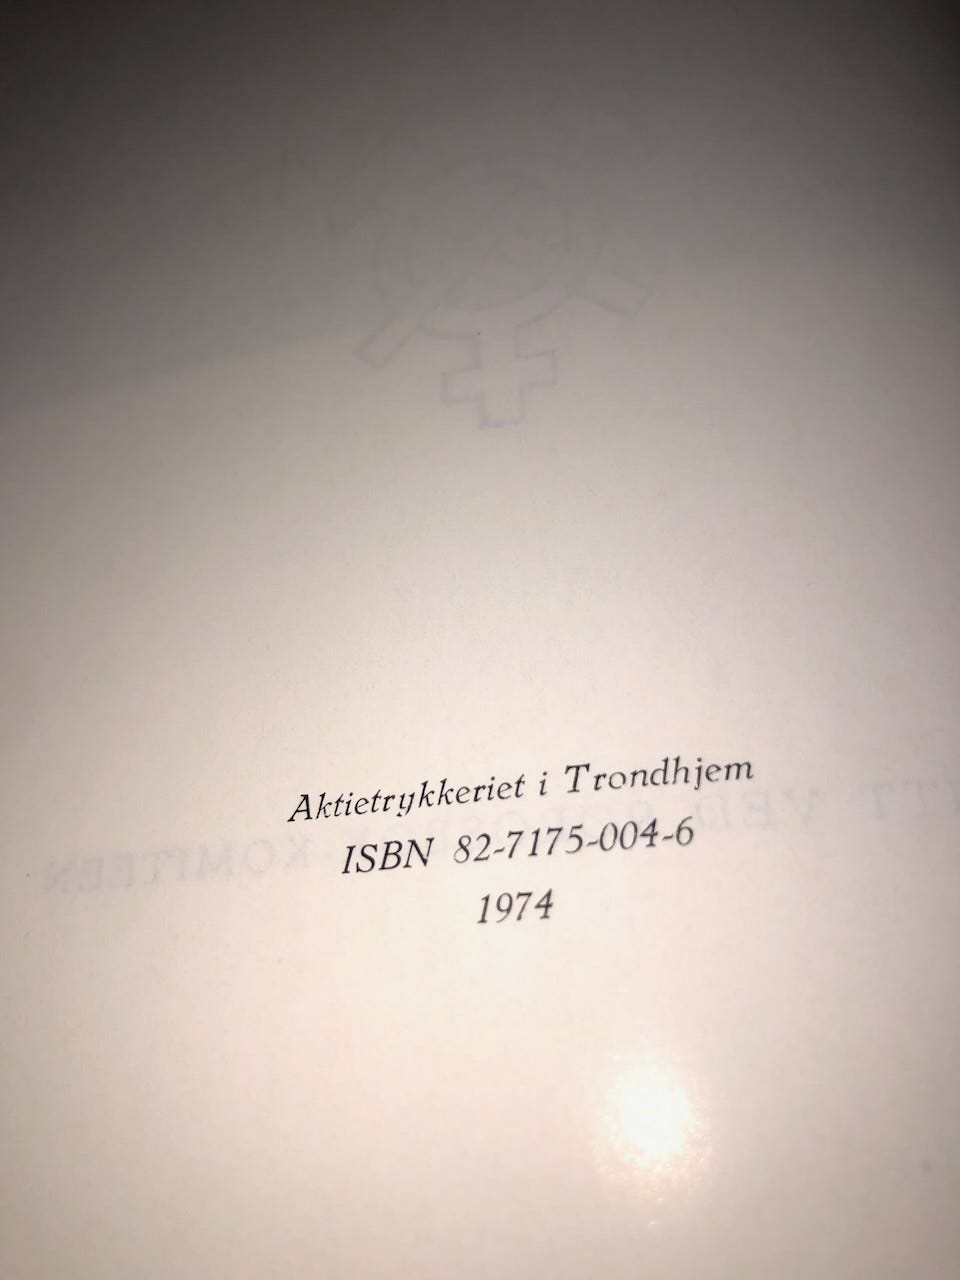 Aktietrykkeriet i Trondhjem
ISBN 82-7175-004-6
1974